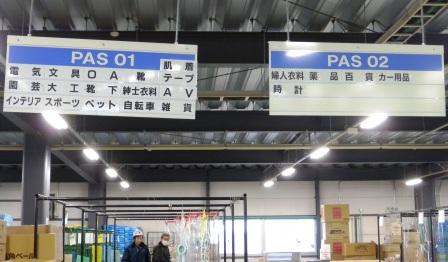 PAS 01
肌着
電気 文具 OA 靴 テープ
園芸 大工 靴下 紳士衣料 AV
インテリア スポーツ ペット 自転車 雑貨
PAS 02
婦人衣料 薬品 百貨 カー用品
時計